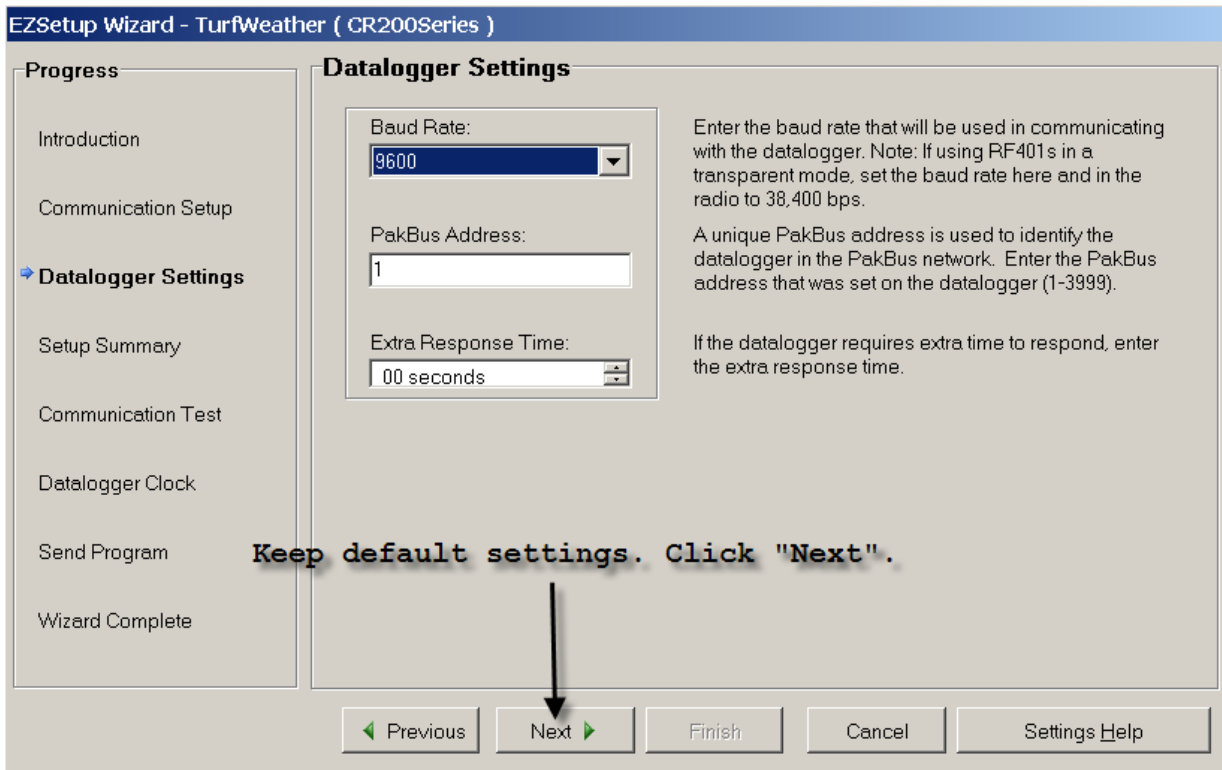 EZSetup Wizard - TurfWeather ( CR200Series )
Progress
Introduction
Communication Setup
Datalogger Settings
Setup Summary
Communication Test
Datalogger Clock
Send Program
Wizard Complete
Datalogger Settings
Baud Rate:
9600
Enter the baud rate that will be used in communicating
with the datalogger. Note: If using RF401s in a
transparent mode, set the baud rate here and in the
radio to 38,400 bps.
PakBus Address:
1
A unique PakBus address is used to identify the
datalogger in the PakBus network. Enter the PakBus
address that was set on the datalogger (1-3999).
Extra Response Time:
00 seconds
If the datalogger requires extra time to respond, enter
the extra response time.
Keep default settings. Click "Next".
Previous
Next
Finish
Cancel
Settings Help